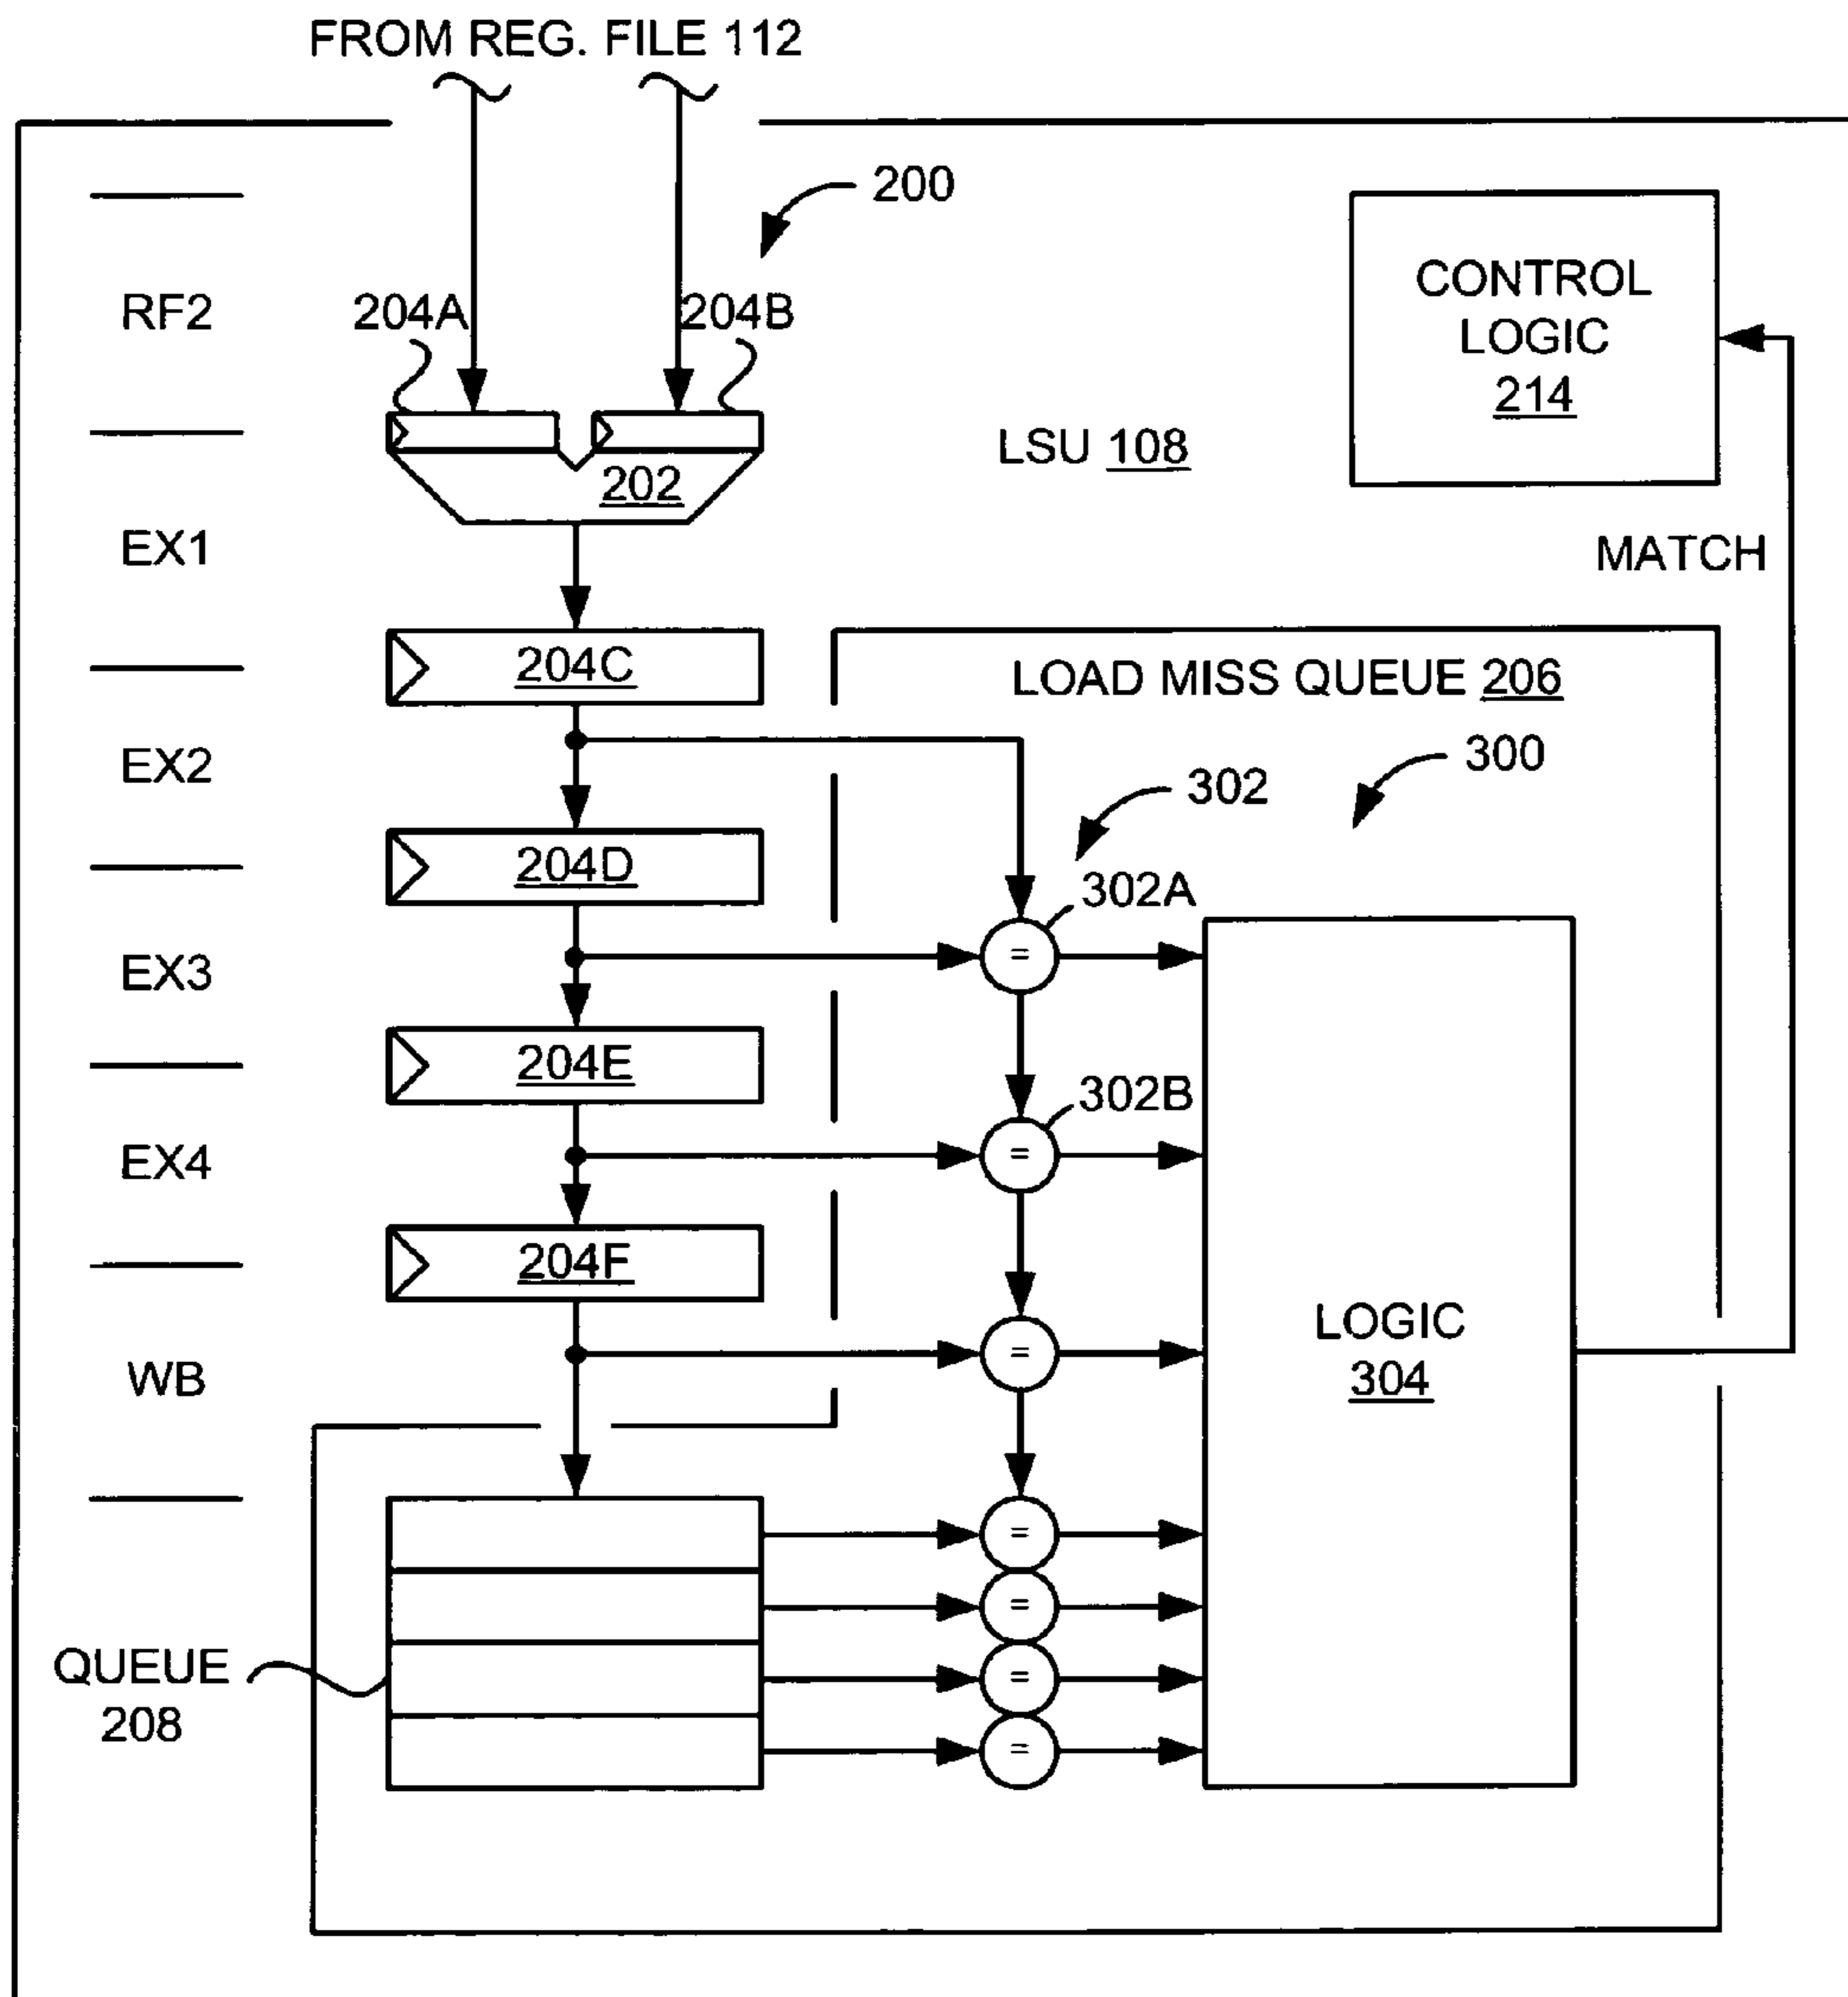 FROM REG. FILE 112
200
RF2
204A
204B
CONTROL
LOGIC
214
LSU 108
202
EX1
MATCH
204C
LOAD MISS QUEUE 206
EX2
300
302
204D
302A
=
EX3
204E
302B
=
EX4
204F
=
LOGIC
304
WB
=
=
=
=
QUEUE
208